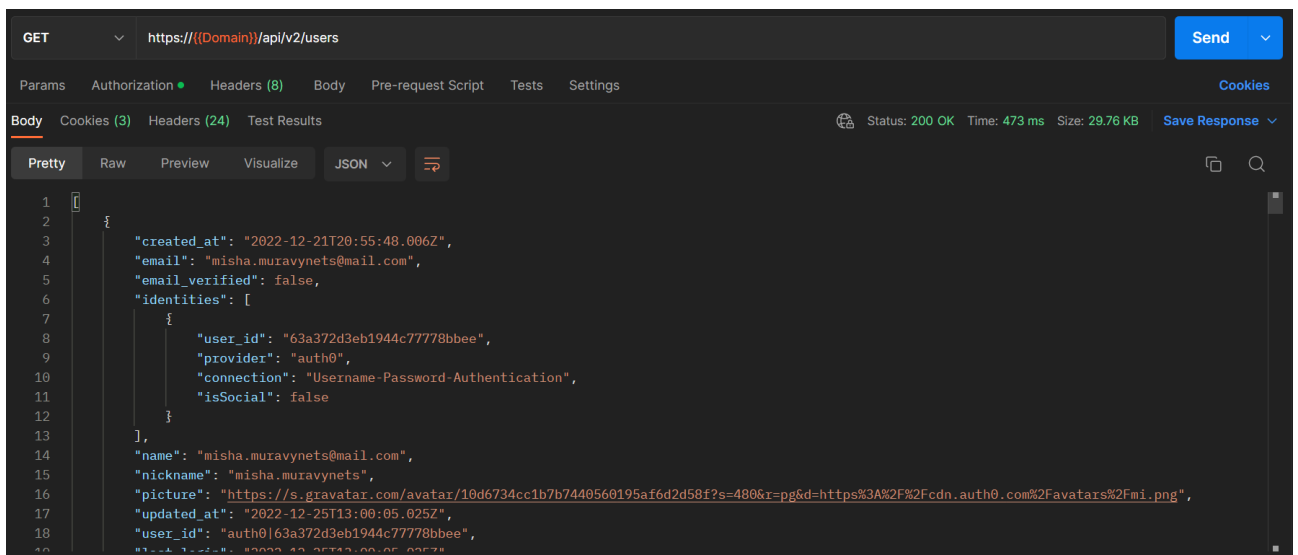 GET https://{{Domain}}/api/v2/users Send
Params Authorization Headers (8) Body Pre-request Script Tests Settings Cookies
Body Cookies (3) Headers (24) Test Results Status: 200 OK Time: 473 ms Size: 29.76 KB Save Response
Pretty Raw Preview Visualize JSON
1 [
2 {
3 "created_at": "2022-12-21T20:55:48.006Z",
4 "email": "misha.muravynets@mail.com",
5 "email_verified": false,
6 "identities": [
7 {
8 "user_id": "63a372d3eb1944c77778bbee",
9 "provider": "auth0",
10 "connection": "Username-Password-Authentication",
11 "isSocial": false
12 }
13 ],
14 "name": "misha.muravynets@mail.com",
15 "nickname": "misha.muravynets",
16 "picture": "https://s.gravatar.com/avatar/10d6734cc1b7b7440560195af6d2d58f?s=480&r=pg&d=https%3A%2F%2Fcdn.auth0.com%2Favatars%2Fmi.png",
17 "updated_at": "2022-12-25T13:00:05.025Z",
18 "user_id": "auth0|63a372d3eb1944c77778bbee",